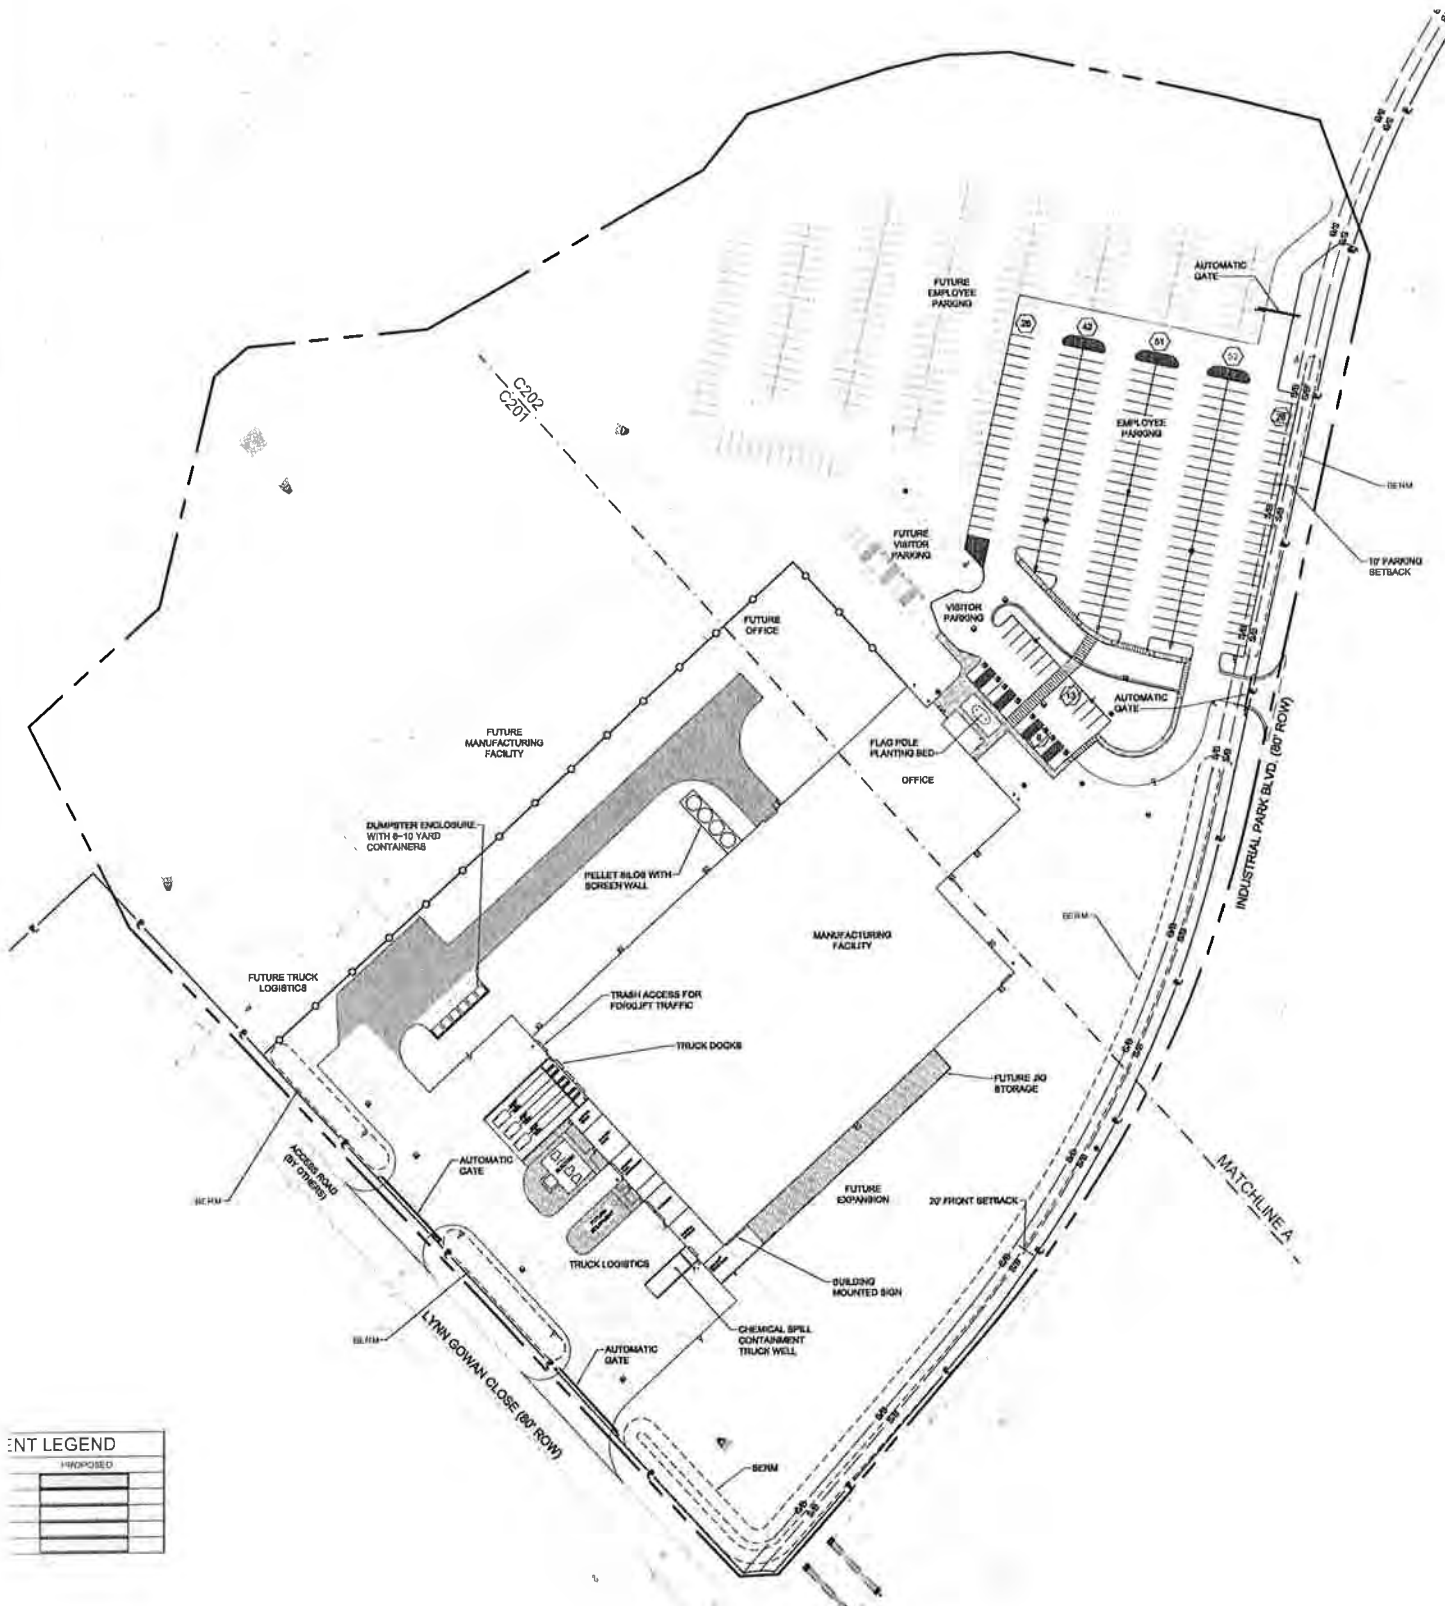 AUTOMATIC
GATE
FUTURE
EMPLOYEE
PARKING
26
42
51
52
26
C202
C201
EMPLOYEE
PARKING
BERM
FUTURE
VISITOR
PARKING
10' PARKING
SETBACK
VISITOR
PARKING
FUTURE
OFFICE
13
AUTOMATIC
GATE
FUTURE
MANUFACTURING
FACILITY
FLAG POLE
PLANTING BED
OFFICE
INDUSTRIAL PARK BLVD. (80' ROW)
DUMPSTER ENCLOSURE
WITH 8-10 YARD
CONTAINERS
PELLET SILOS WITH
SCREEN WALL
BERM
MANUFACTURING
FACILITY
FUTURE TRUCK
LOGISTICS
TRASH ACCESS FOR
FORKLIFT TRAFFIC
TRUCK DOCKS
FUTURE JIG
STORAGE
ACCESS ROAD
(BY OTHERS)
AUTOMATIC
GATE
BERM
FUTURE
EXPANSION
20' FRONT SETBACK
MATCHLINE A
TRUCK LOGISTICS
BUILDING
MOUNTED SIGN
BERM
LYNN GOWAN CLOSE (80' ROW)
AUTOMATIC
GATE
CHEMICAL SPILL
CONTAINMENT
TRUCK WELL
BERM
ENT LEGEND
PROPOSED